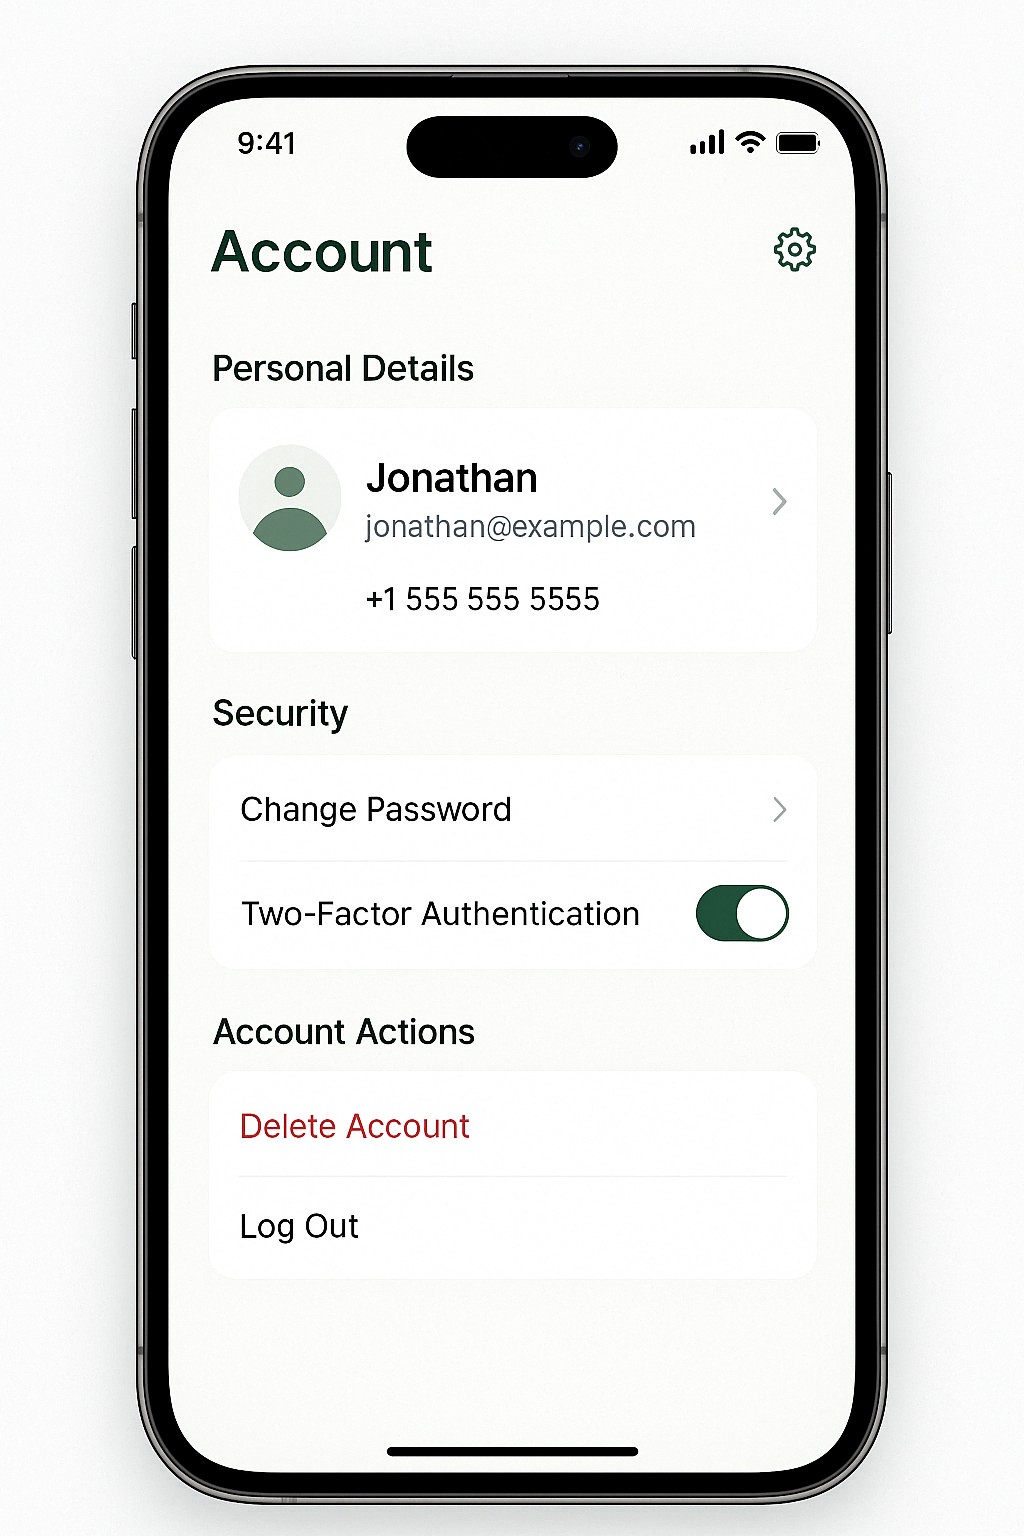 9:41
Account
Personal Details
Jonathan
jonathan@example.com
+1 555 555 5555
Security
Change Password
Two-Factor Authentication
Account Actions
Delete Account
Log Out